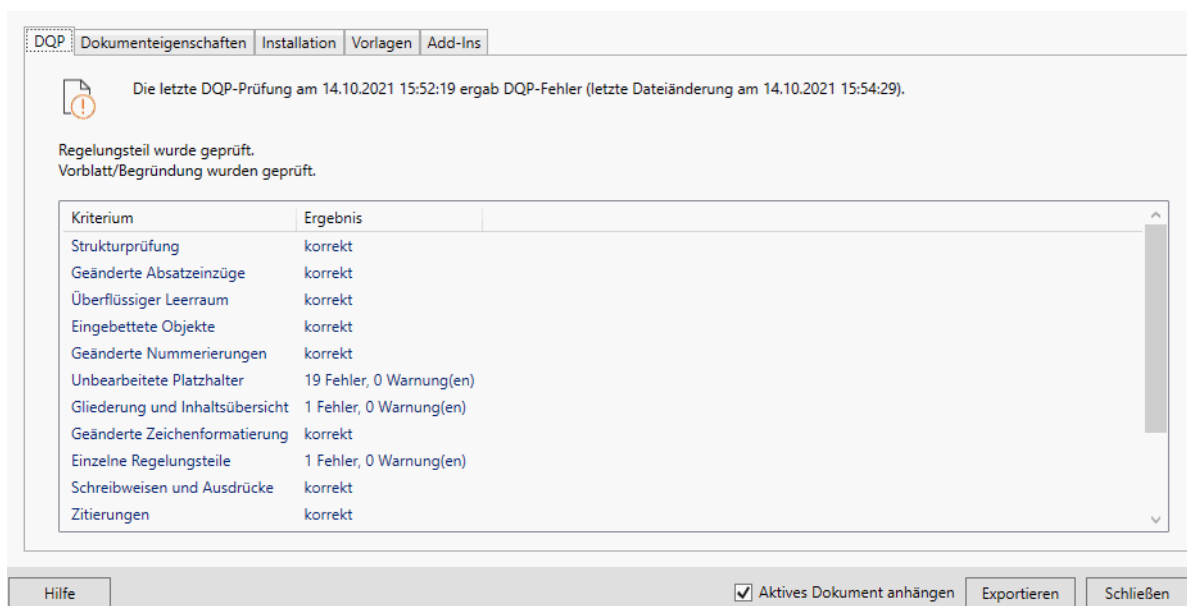 DQP Dokumenteigenschaften Installation Vorlagen Add-Ins
Die letzte DQP-Prüfung am 14.10.2021 15:52:19 ergab DQP-Fehler (letzte Dateiänderung am 14.10.2021 15:54:29).
Regelungsteil wurde geprüft.
Vorblatt/Begründung wurden geprüft.
Kriterium Ergebnis
Strukturprüfung korrekt
Geänderte Absatzeinzüge korrekt
Überflüssiger Leerraum korrekt
Eingebettete Objekte korrekt
Geänderte Nummerierungen korrekt
Unbearbeitete Platzhalter 19 Fehler, 0 Warnung(en)
Gliederung und Inhaltsübersicht 1 Fehler, 0 Warnung(en)
Geänderte Zeichenformatierung korrekt
Einzelne Regelungsteile 1 Fehler, 0 Warnung(en)
Schreibweisen und Ausdrücke korrekt
Zitierungen korrekt
Hilfe Aktives Dokument anhängen Exportieren Schließen